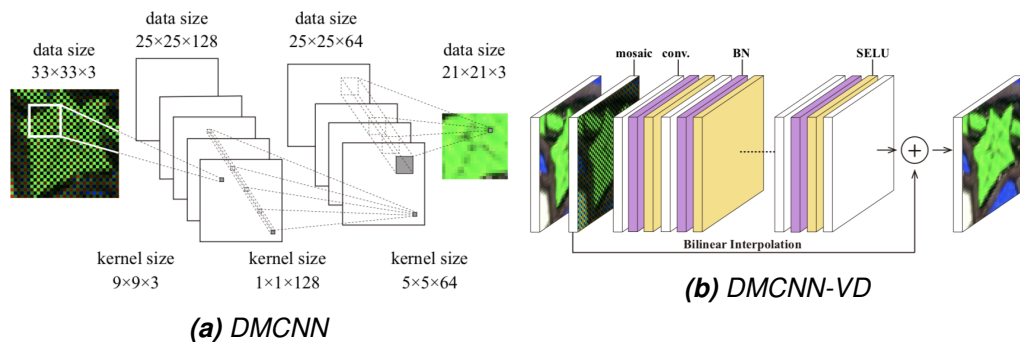 data size
33×33×3
data size
25×25×128
data size
25×25×64
data size
21×21×3
kernel size
9×9×3
kernel size
1×1×128
kernel size
5×5×64
(a) DMCNN
mosaic conv. BN SELU
+
Bilinear Interpolation
(b) DMCNN-VD